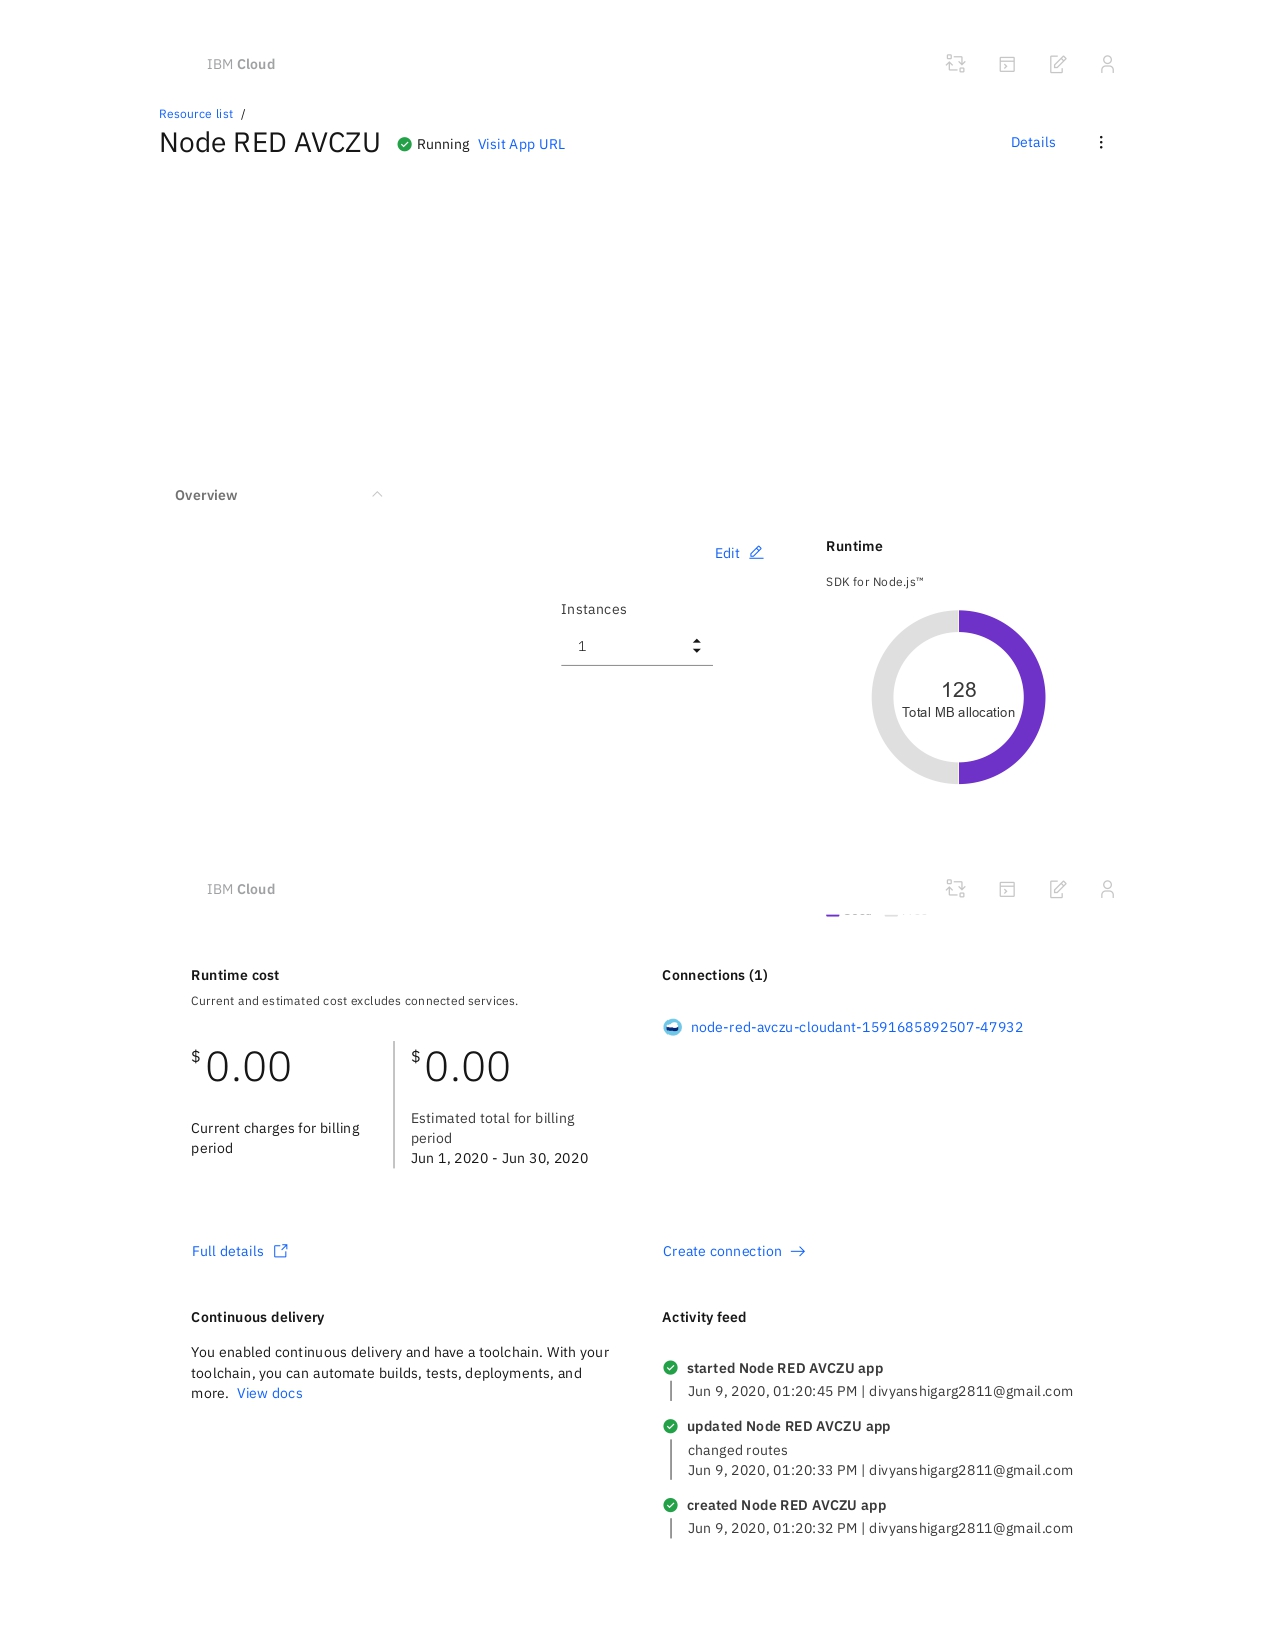 IBM Cloud
Resource list /
Node RED AVCZU Running Visit App URL
Details
Overview
Edit
Instances
1
Runtime
SDK for Node.js™
128
Total MB allocation
IBM Cloud
Runtime cost
Current and estimated cost excludes connected services.
$0.00
Current charges for billing
period
$0.00
Estimated total for billing
period
Jun 1, 2020 - Jun 30, 2020
Full details
Connections (1)
node-red-avczu-cloudant-1591685892507-47932
Create connection
Continuous delivery
You enabled continuous delivery and have a toolchain. With your
toolchain, you can automate builds, tests, deployments, and
more. View docs
Activity feed
started Node RED AVCZU app
Jun 9, 2020, 01:20:45 PM | divyanshigarg2811@gmail.com
updated Node RED AVCZU app
changed routes
Jun 9, 2020, 01:20:33 PM | divyanshigarg2811@gmail.com
created Node RED AVCZU app
Jun 9, 2020, 01:20:32 PM | divyanshigarg2811@gmail.com